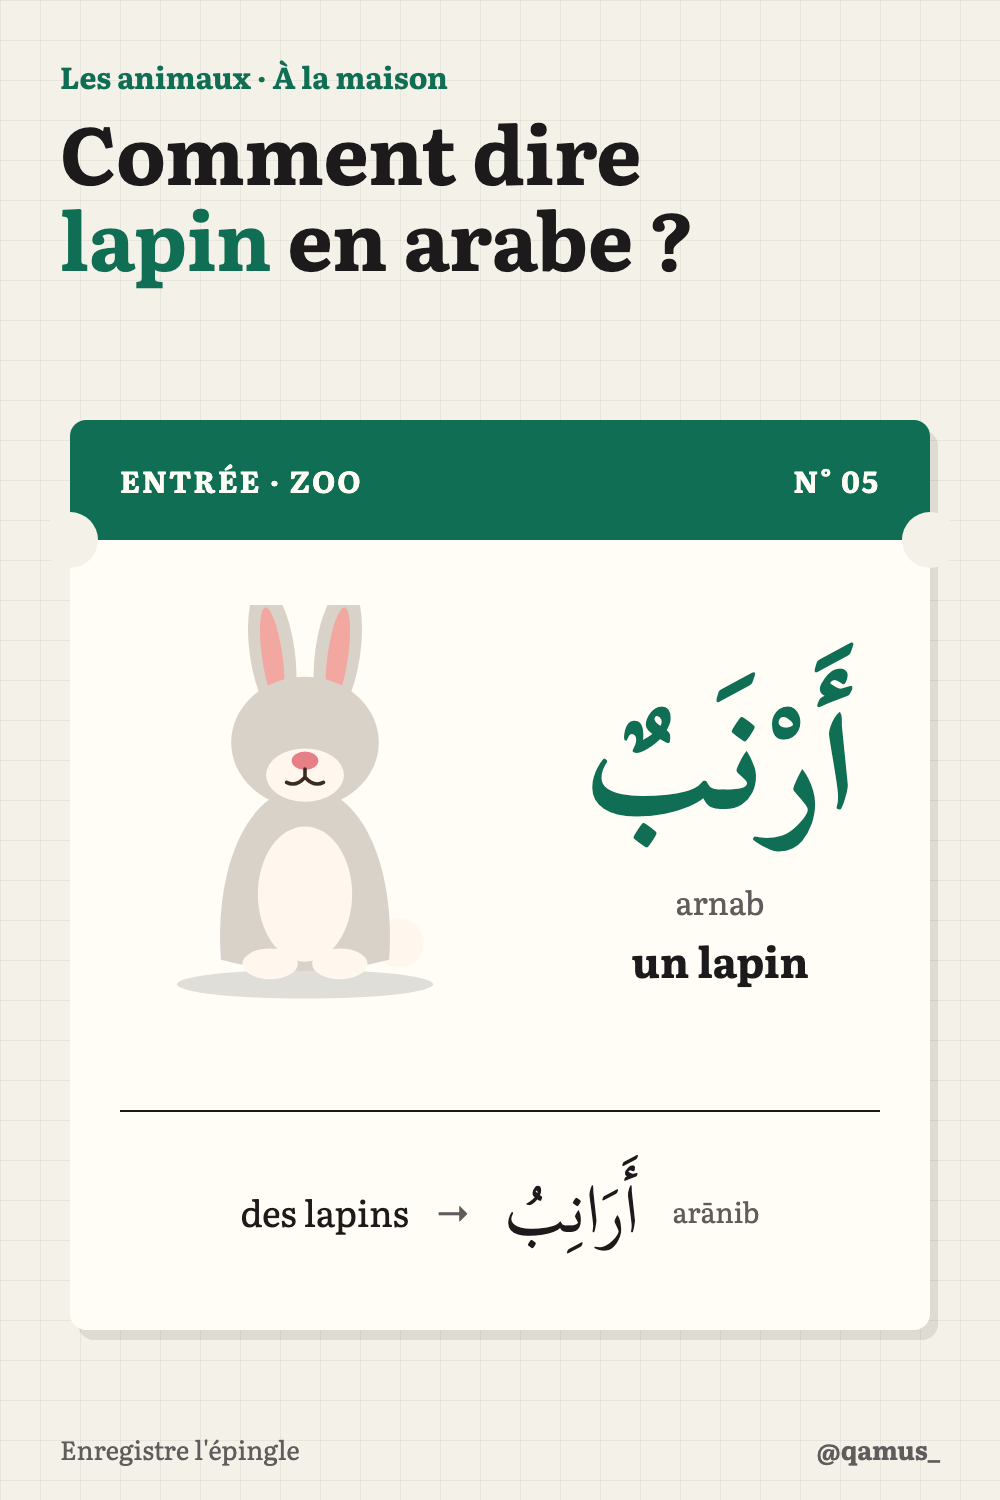 Les animaux · À la maison
Comment dire
lapin en arabe ?
ENTRÉE · ZOO
N° 05
أَرْنَبٌ
arnab
un lapin
des lapins → أَرَانِبُ arānib
Enregistre l'épingle
@qamus_